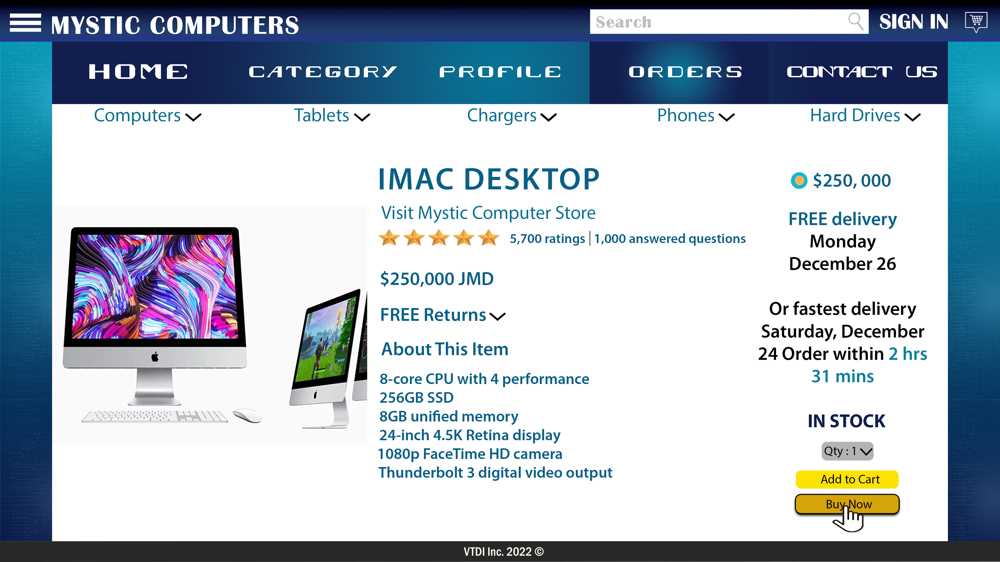 MYSTIC COMPUTERS
Search
SIGN IN
HOME
CATEGORY
PROFILE
ORDERS
CONTACT US
Computers
Tablets
Chargers
Phones
Hard Drives
IMAC DESKTOP
Visit Mystic Computer Store
5,700 ratings | 1,000 answered questions
$250,000 JMD
FREE Returns
About This Item
8-core CPU with 4 performance
256GB SSD
8GB unified memory
24-inch 4.5K Retina display
1080p FaceTime HD camera
Thunderbolt 3 digital video output
$250, 000
FREE delivery
Monday
December 26
Or fastest delivery
Saturday, December
24 Order within 2 hrs
31 mins
IN STOCK
Qty : 1
Add to Cart
Buy Now
VTDI Inc. 2022 ©